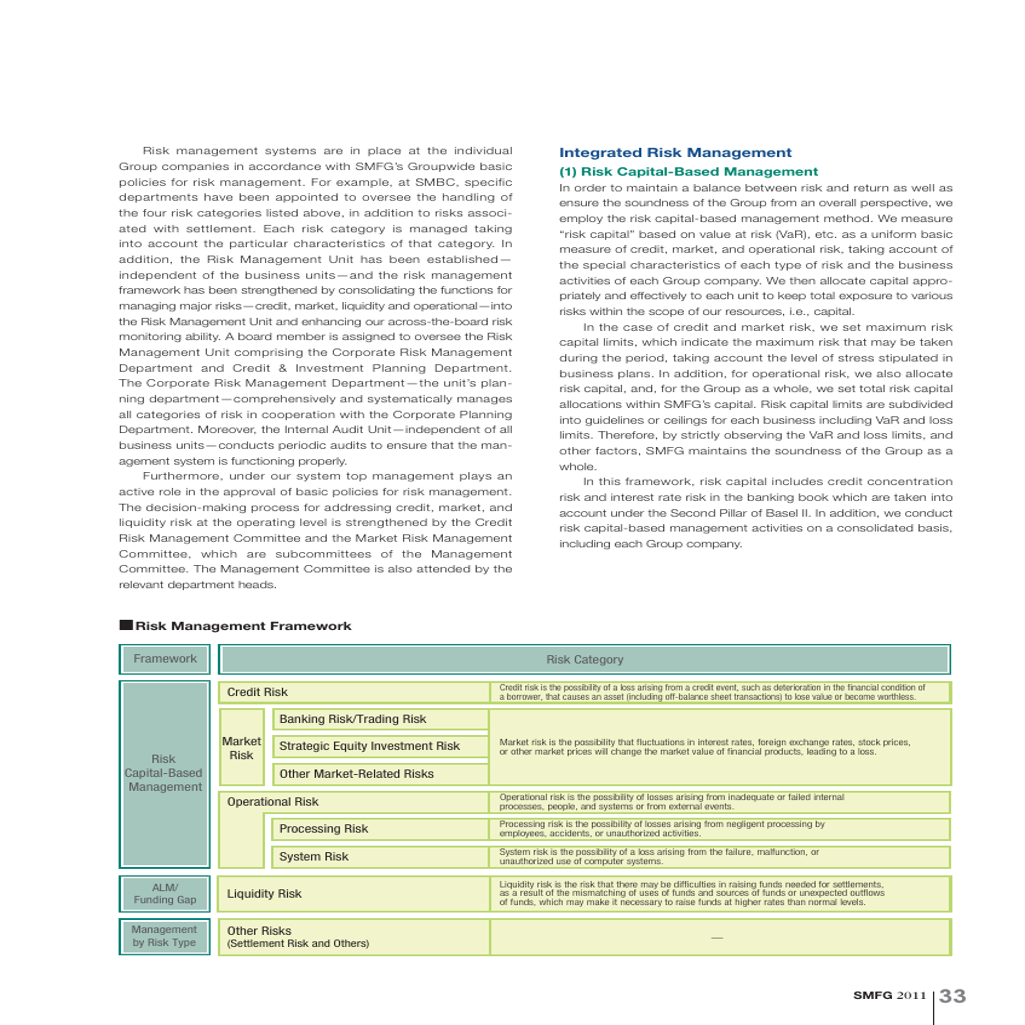 Risk management systems are in place at the individual
Group companies in accordance with SMFG's Groupwide basic
policies for risk management. For example, at SMBC, specific
departments have been appointed to oversee the handling of
the four risk categories listed above, in addition to risks associ-
ated with settlement. Each risk category is managed taking
into account the particular characteristics of that category. In
addition, the Risk Management Unit has been established—
independent of the business units—and the risk management
framework has been strengthened by consolidating the functions for
managing major risks—credit, market, liquidity and operational—into
the Risk Management Unit and enhancing our across-the-board risk
monitoring ability. A board member is assigned to oversee the Risk
Management Unit comprising the Corporate Risk Management
Department and Credit & Investment Planning Department.
The Corporate Risk Management Department—the unit's plan-
ning department—comprehensively and systematically manages
all categories of risk in cooperation with the Corporate Planning
Department. Moreover, the Internal Audit Unit—independent of all
business units—conducts periodic audits to ensure that the man-
agement system is functioning properly.
Furthermore, under our system top management plays an
active role in the approval of basic policies for risk management.
The decision-making process for addressing credit, market, and
liquidity risk at the operating level is strengthened by the Credit
Risk Management Committee and the Market Risk Management
Committee, which are subcommittees of the Management
Committee. The Management Committee is also attended by the
relevant department heads.
Integrated Risk Management
(1) Risk Capital-Based Management
In order to maintain a balance between risk and return as well as
ensure the soundness of the Group from an overall perspective, we
employ the risk capital-based management method. We measure
“risk capital” based on value at risk (VaR), etc. as a uniform basic
measure of credit, market, and operational risk, taking account of
the special characteristics of each type of risk and the business
activities of each Group company. We then allocate capital appro-
priately and effectively to each unit to keep total exposure to various
risks within the scope of our resources, i.e., capital.
In the case of credit and market risk, we set maximum risk
capital limits, which indicate the maximum risk that may be taken
during the period, taking account the level of stress stipulated in
business plans. In addition, for operational risk, we also allocate
risk capital, and, for the Group as a whole, we set total risk capital
allocations within SMFG's capital. Risk capital limits are subdivided
into guidelines or ceilings for each business including VaR and loss
limits. Therefore, by strictly observing the VaR and loss limits, and
other factors, SMFG maintains the soundness of the Group as a
whole.
In this framework, risk capital includes credit concentration
risk and interest rate risk in the banking book which are taken into
account under the Second Pillar of Basel II. In addition, we conduct
risk capital-based management activities on a consolidated basis,
including each Group company.
■Risk Management Framework
Framework
Risk Category
Risk
Capital-Based
Management
Credit Risk
Credit risk is the possibility of a loss arising from a credit event, such as deterioration in the financial condition of
a borrower, that causes an asset (including off-balance sheet transactions) to lose value or become worthless.
Market
Risk
Banking Risk/Trading Risk
Strategic Equity Investment Risk
Other Market-Related Risks
Market risk is the possibility that fluctuations in interest rates, foreign exchange rates, stock prices,
or other market prices will change the market value of financial products, leading to a loss.
Operational Risk
Operational risk is the possibility of losses arising from inadequate or failed internal
processes, people, and systems or from external events.
Processing Risk
Processing risk is the possibility of losses arising from negligent processing by
employees, accidents, or unauthorized activities.
System Risk
System risk is the possibility of a loss arising from the failure, malfunction, or
unauthorized use of computer systems.
ALM/
Funding Gap
Liquidity Risk
Liquidity risk is the risk that there may be difficulties in raising funds needed for settlements,
as a result of the mismatching of uses of funds and sources of funds or unexpected outflows
of funds, which may make it necessary to raise funds at higher rates than normal levels.
Management
by Risk Type
Other Risks
(Settlement Risk and Others)
—
SMFG 2011 33